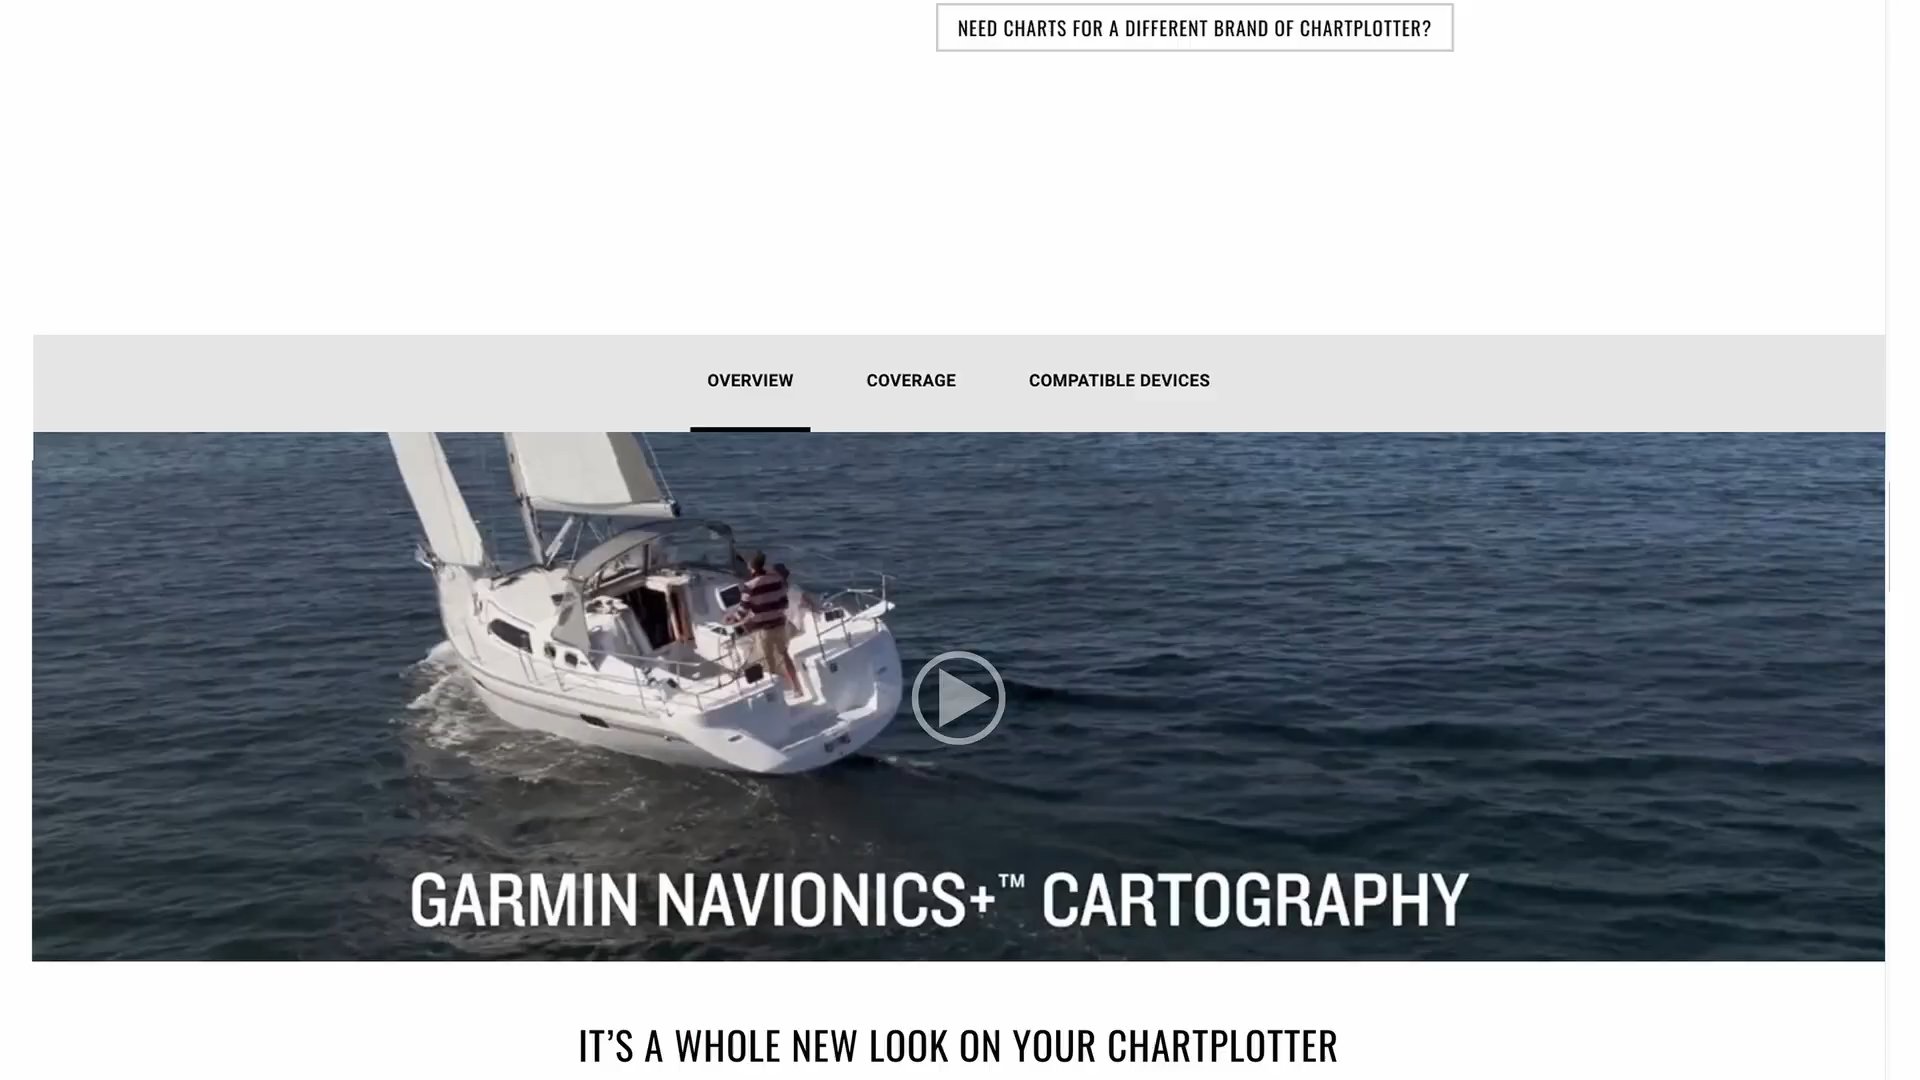 NEED CHARTS FOR A DIFFERENT BRAND OF CHARTPLOTTER?
OVERVIEW
COVERAGE
COMPATIBLE DEVICES
GARMIN NAVIONICS+™ CARTOGRAPHY
IT’S A WHOLE NEW LOOK ON YOUR CHARTPLOTTER